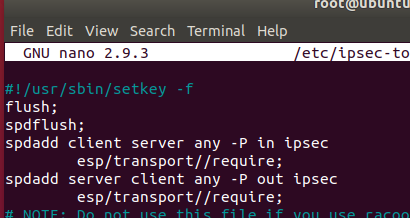 root@ubuntu
File Edit View Search Terminal Help
GNU nano 2.9.3 /etc/ipsec-to
#!/usr/sbin/setkey -f
flush;
spdflush;
spdadd client server any -P in ipsec
esp/transport//require;
spdadd server client any -P out ipsec
esp/transport//require;
# NOTE: Do not use this file if you use racoo